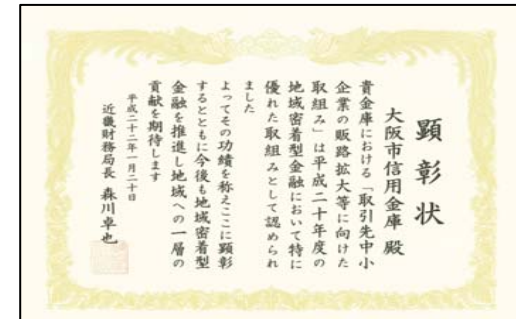 顕彰状
大阪市信用金庫 殿
貴金庫における「取引先中小
企業の販路拡大等に向けた
取組み」は平成二十年度の
地域密着型金融において特に
優れた取組みとして認められ
ました
よってその功績を称えここに顕彰
するとともに今後も地域密着型
金融を推進し地域への一層の
貢献を期待します
平成二十二年一月二十日
近畿財務局長 森川卓也